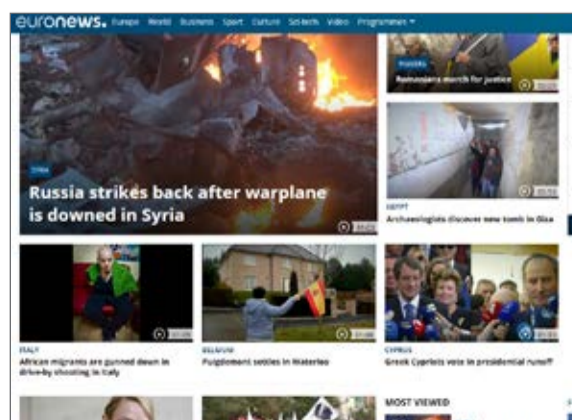 euronews. Europe World Business Sport Culture Sci-tech Video Programmes
ROMANIA
Romanians march for justice
SYRIA
Russia strikes back after warplane
is downed in Syria
EGYPT
Archaeologists discover new tomb in Giza
ITALY
African migrants are gunned down in
drive-by shooting in Italy
BELGIUM
Puigdemont settles in Waterloo
CYPRUS
Greek Cypriots vote in presidential runoff
MOST VIEWED